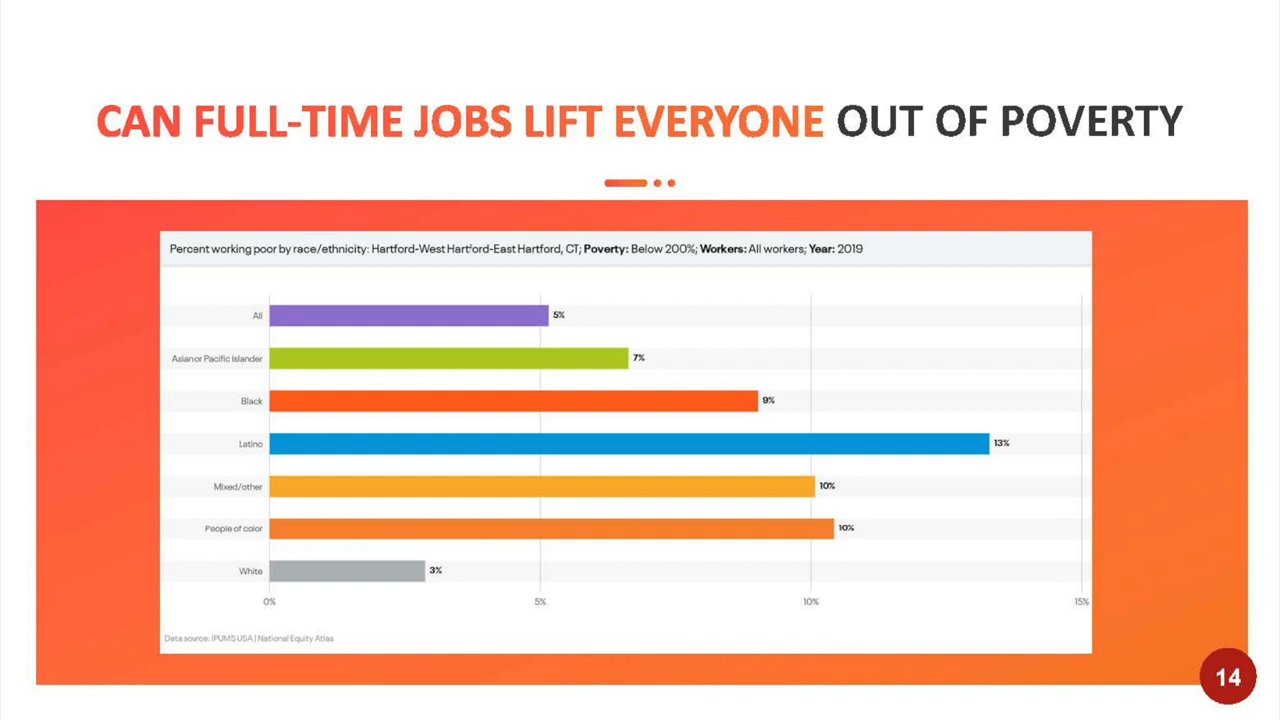 CAN FULL-TIME JOBS LIFT EVERYONE OUT OF POVERTY
Percent working poor by race/ethnicity: Hartford-West Hartford-East Hartford, CT; Poverty: Below 200%; Workers: All workers; Year: 2019
All 5%
Asian or Pacific Islander 7%
Black 9%
Latino 13%
Mixed/other 10%
People of color 10%
White 3%
0% 5% 10% 15%
Data source: IPUMS USA | National Equity Atlas
14